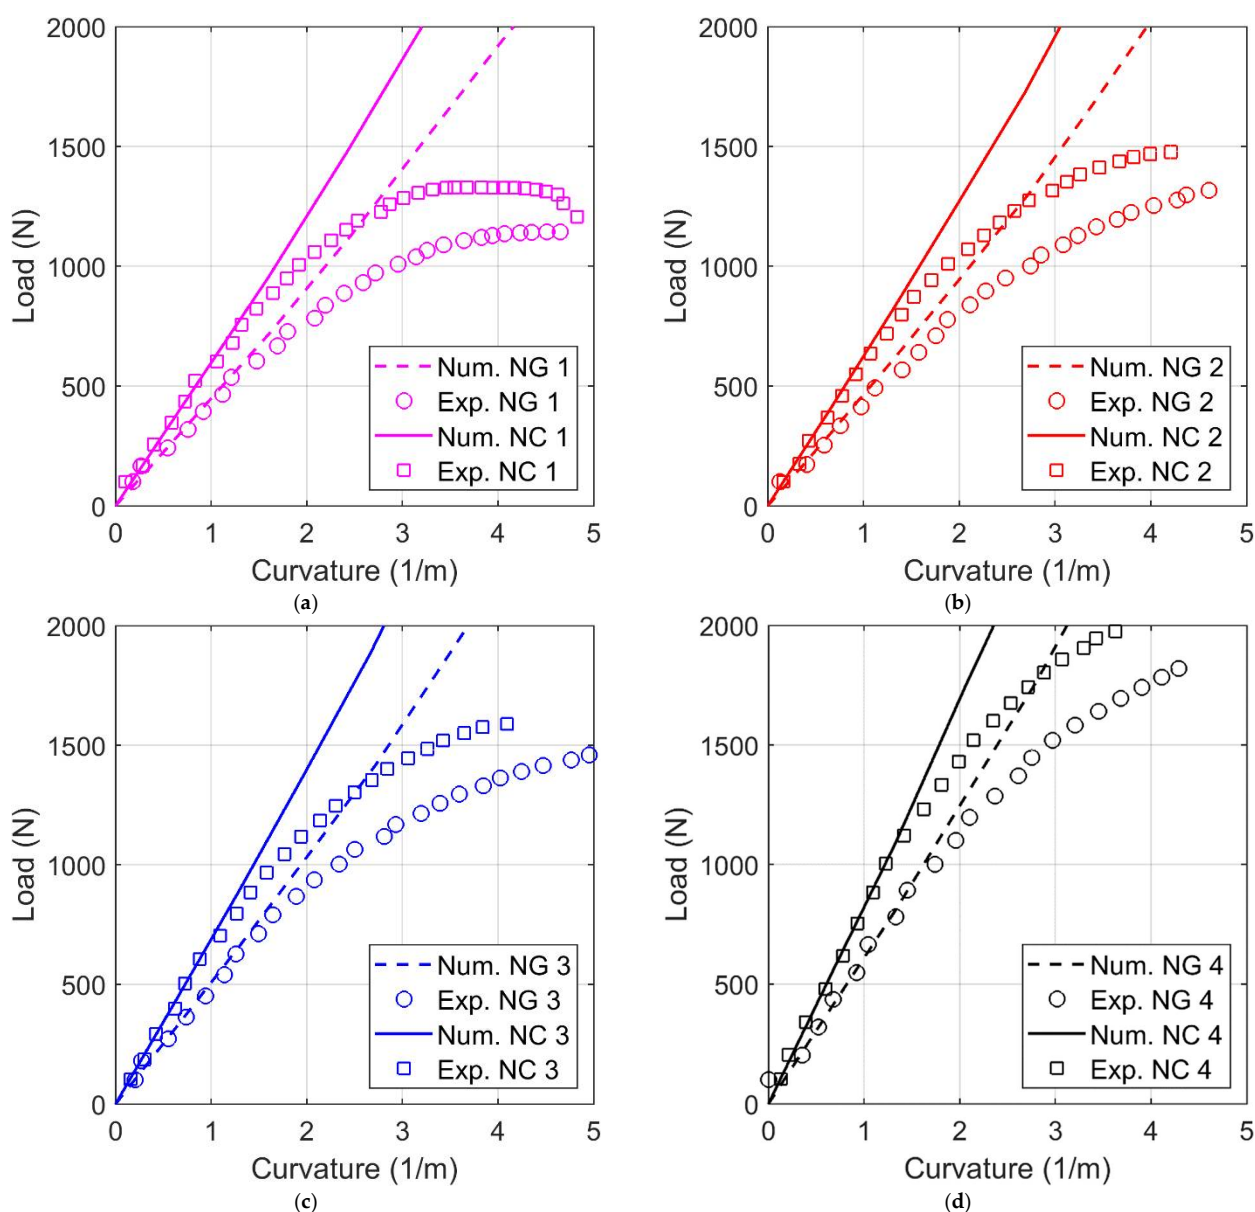 2000
1500
1000
500
0
Load (N)
Num. NG 1
Exp. NG 1
Num. NC 1
Exp. NC 1
0 1 2 3 4 5
Curvature (1/m)
(a)
2000
1500
1000
500
0
Load (N)
Num. NG 2
Exp. NG 2
Num. NC 2
Exp. NC 2
0 1 2 3 4 5
Curvature (1/m)
(b)
2000
1500
1000
500
0
Load (N)
Num. NG 3
Exp. NG 3
Num. NC 3
Exp. NC 3
0 1 2 3 4 5
Curvature (1/m)
(c)
2000
1500
1000
500
0
Load (N)
Num. NG 4
Exp. NG 4
Num. NC 4
Exp. NC 4
0 1 2 3 4 5
Curvature (1/m)
(d)